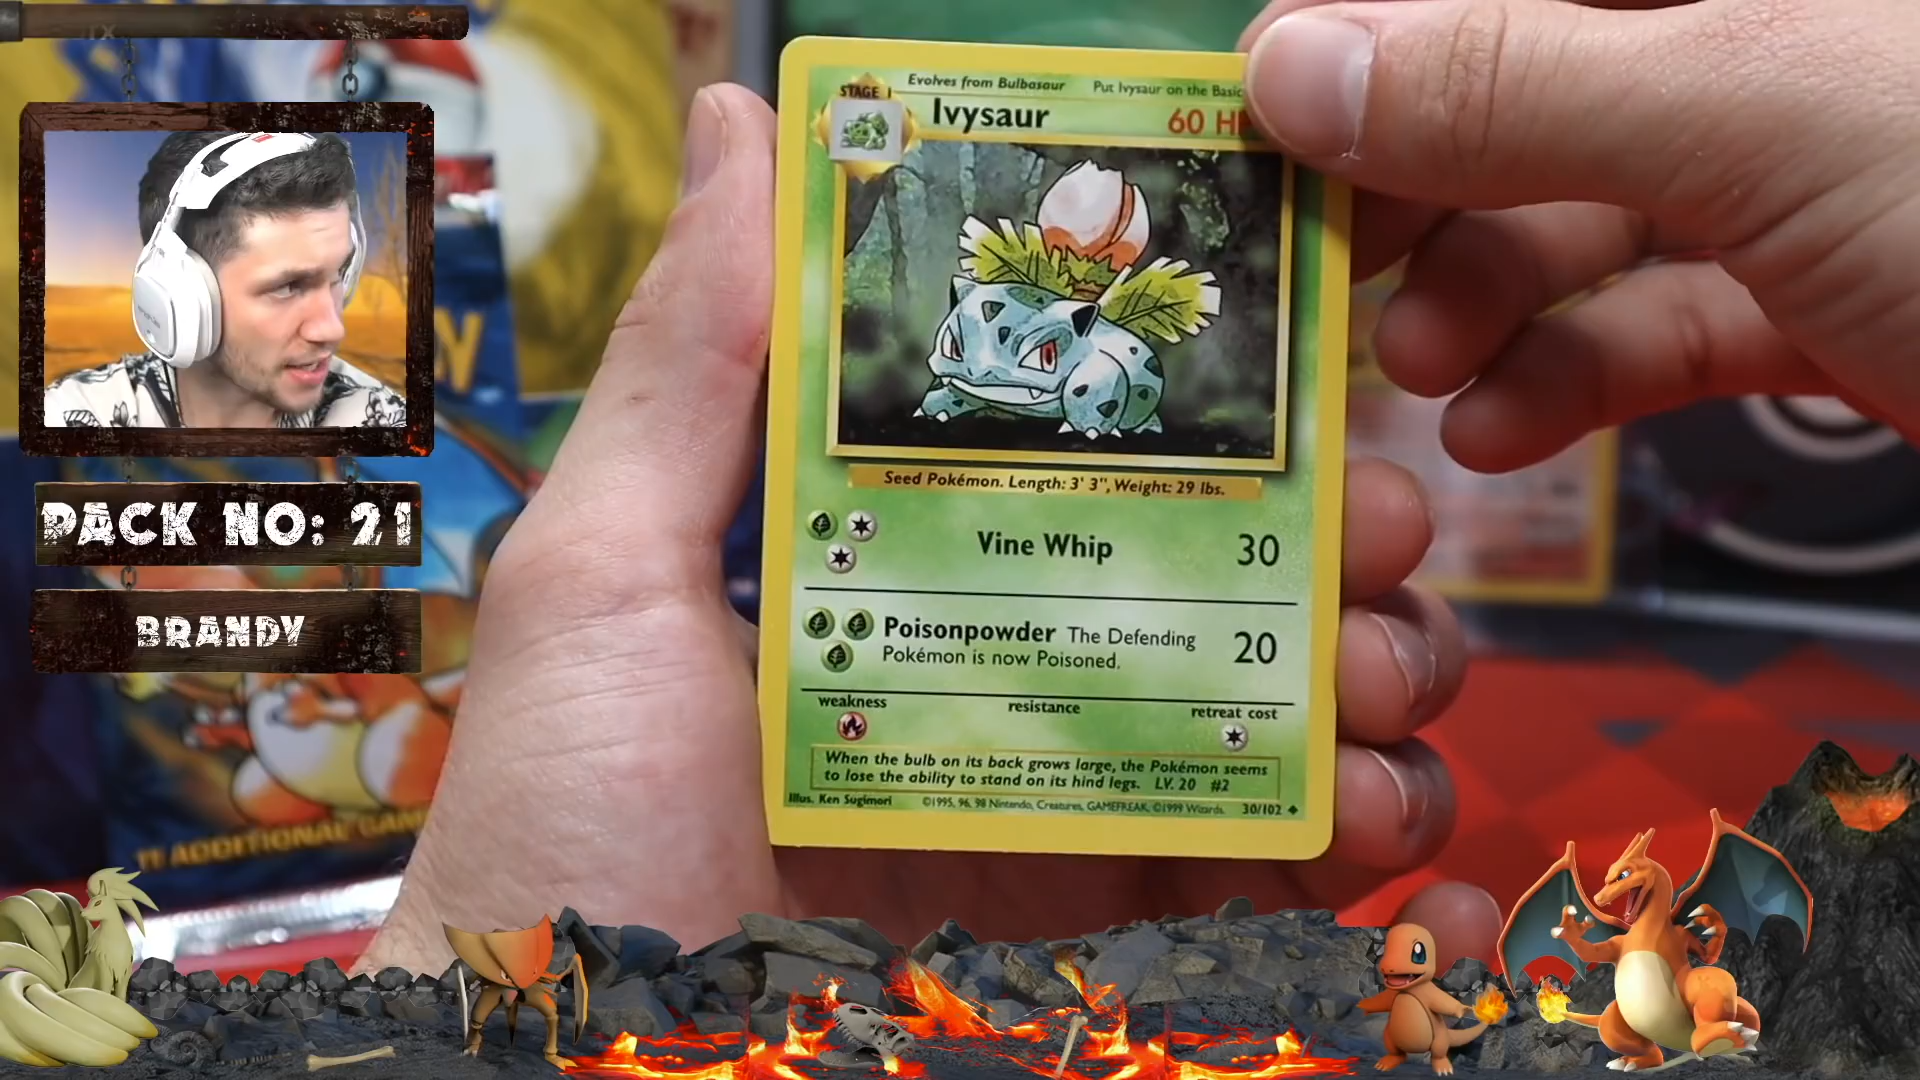 PACK NO: 21
BRANDY
Evolves from Bulbasaur Put Ivysaur on the Basic
STAGE 1
Ivysaur 60 HP
Seed Pokémon. Length: 3' 3", Weight: 29 lbs.
Vine Whip 30
Poisonpowder The Defending 20
Pokémon is now Poisoned.
weakness resistance retreat cost
When the bulb on its back grows large, the Pokémon seems
to lose the ability to stand on its hind legs. LV. 20 #2
Illus. Ken Sugimori ©1995, 96, 98 Nintendo, Creatures, GAMEFREAK. ©1999 Wizards. 30/102
11 ADDITIONAL GAM